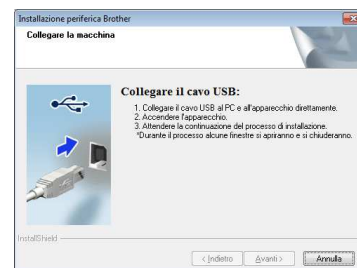 Installazione periferica Brother
Collegare la macchina
Collegare il cavo USB:
1. Collegare il cavo USB al PC e all'apparecchio direttamente.
2. Accendere l'apparecchio.
3. Attendere la continuazione del processo di installazione.
*Durante il processo alcune finestre si apriranno e si chiuderanno.
InstallShield
< Indietro
Avanti >
Annulla